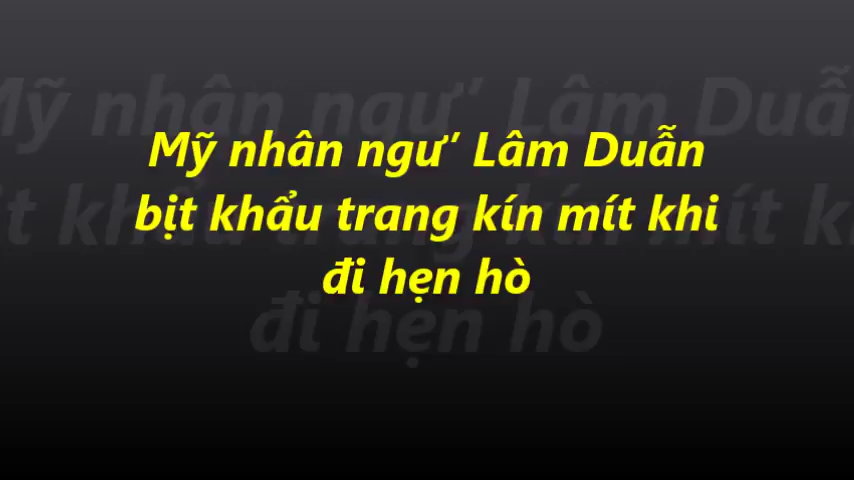 Mỹ nhân ngư’ Lâm Duẫn
bịt khẩu trang kín mít khi
đi hẹn hò